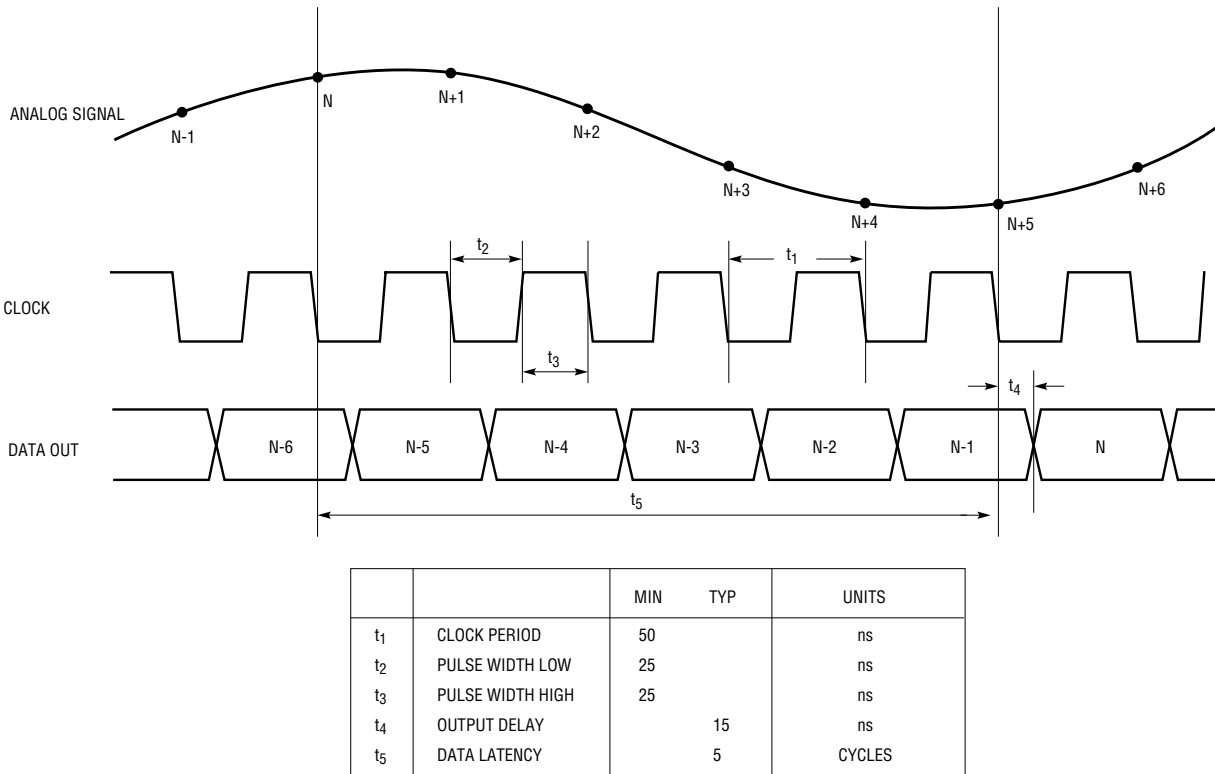 ANALOG SIGNAL
N-1
N
N+1
N+2
N+3
N+4
N+5
N+6
CLOCK
t2
t3
t1
t4
DATA OUT
N-6 N-5 N-4 N-3 N-2 N-1 N
t5
MIN TYP UNITS
t1 CLOCK PERIOD 50 ns
t2 PULSE WIDTH LOW 25 ns
t3 PULSE WIDTH HIGH 25 ns
t4 OUTPUT DELAY 15 ns
t5 DATA LATENCY 5 CYCLES